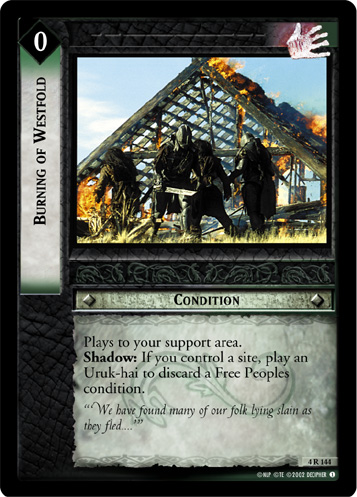 0
BURNING OF WESTFOLD
CONDITION
Plays to your support area.
Shadow: If you control a site, play an
Uruk-hai to discard a Free Peoples
condition.
“‘We have found many of our folk lying slain as
they fled....’”
4 R 144
©NLP ©TE ©2002 DECIPHER